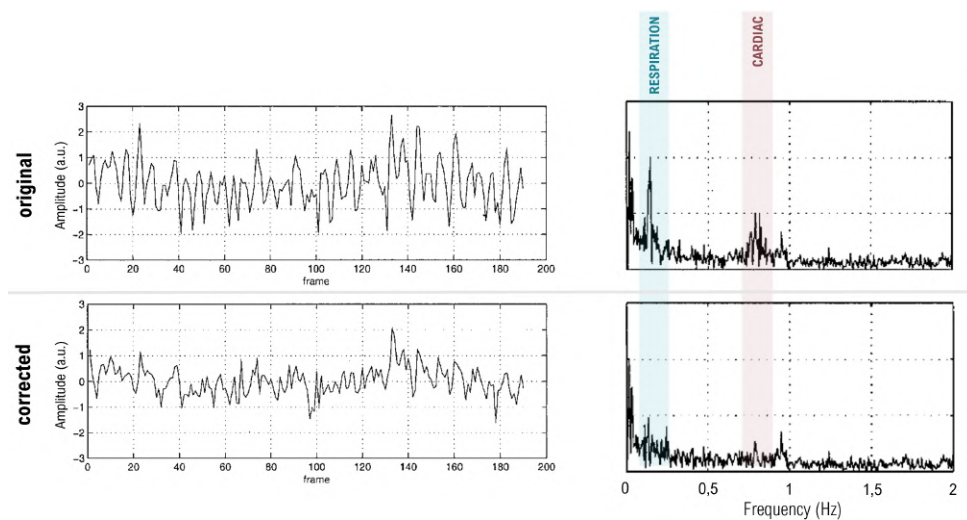 RESPIRATION
CARDIAC
original
Amplitude (a.u.)
3
2
1
0
−1
−2
−3
0 20 40 60 80 100 120 140 160 180 200
frame
corrected
Amplitude (a.u.)
3
2
1
0
−1
−2
−3
0 20 40 60 80 100 120 140 160 180 200
frame
0 0,5 1 1,5 2
Frequency (Hz)